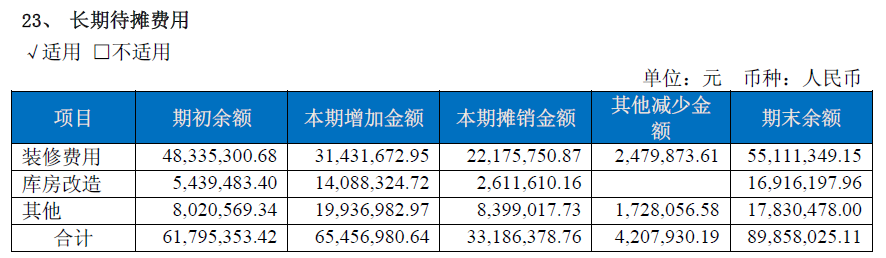 23、 长期待摊费用
√适用 □不适用
单位：元 币种：人民币
项目 期初余额 本期增加金额 本期摊销金额 其他减少金额 期末余额
装修费用 48,335,300.68 31,431,672.95 22,175,750.87 2,479,873.61 55,111,349.15
库房改造 5,439,483.40 14,088,324.72 2,611,610.16 16,916,197.96
其他 8,020,569.34 19,936,982.97 8,399,017.73 1,728,056.58 17,830,478.00
合计 61,795,353.42 65,456,980.64 33,186,378.76 4,207,930.19 89,858,025.11